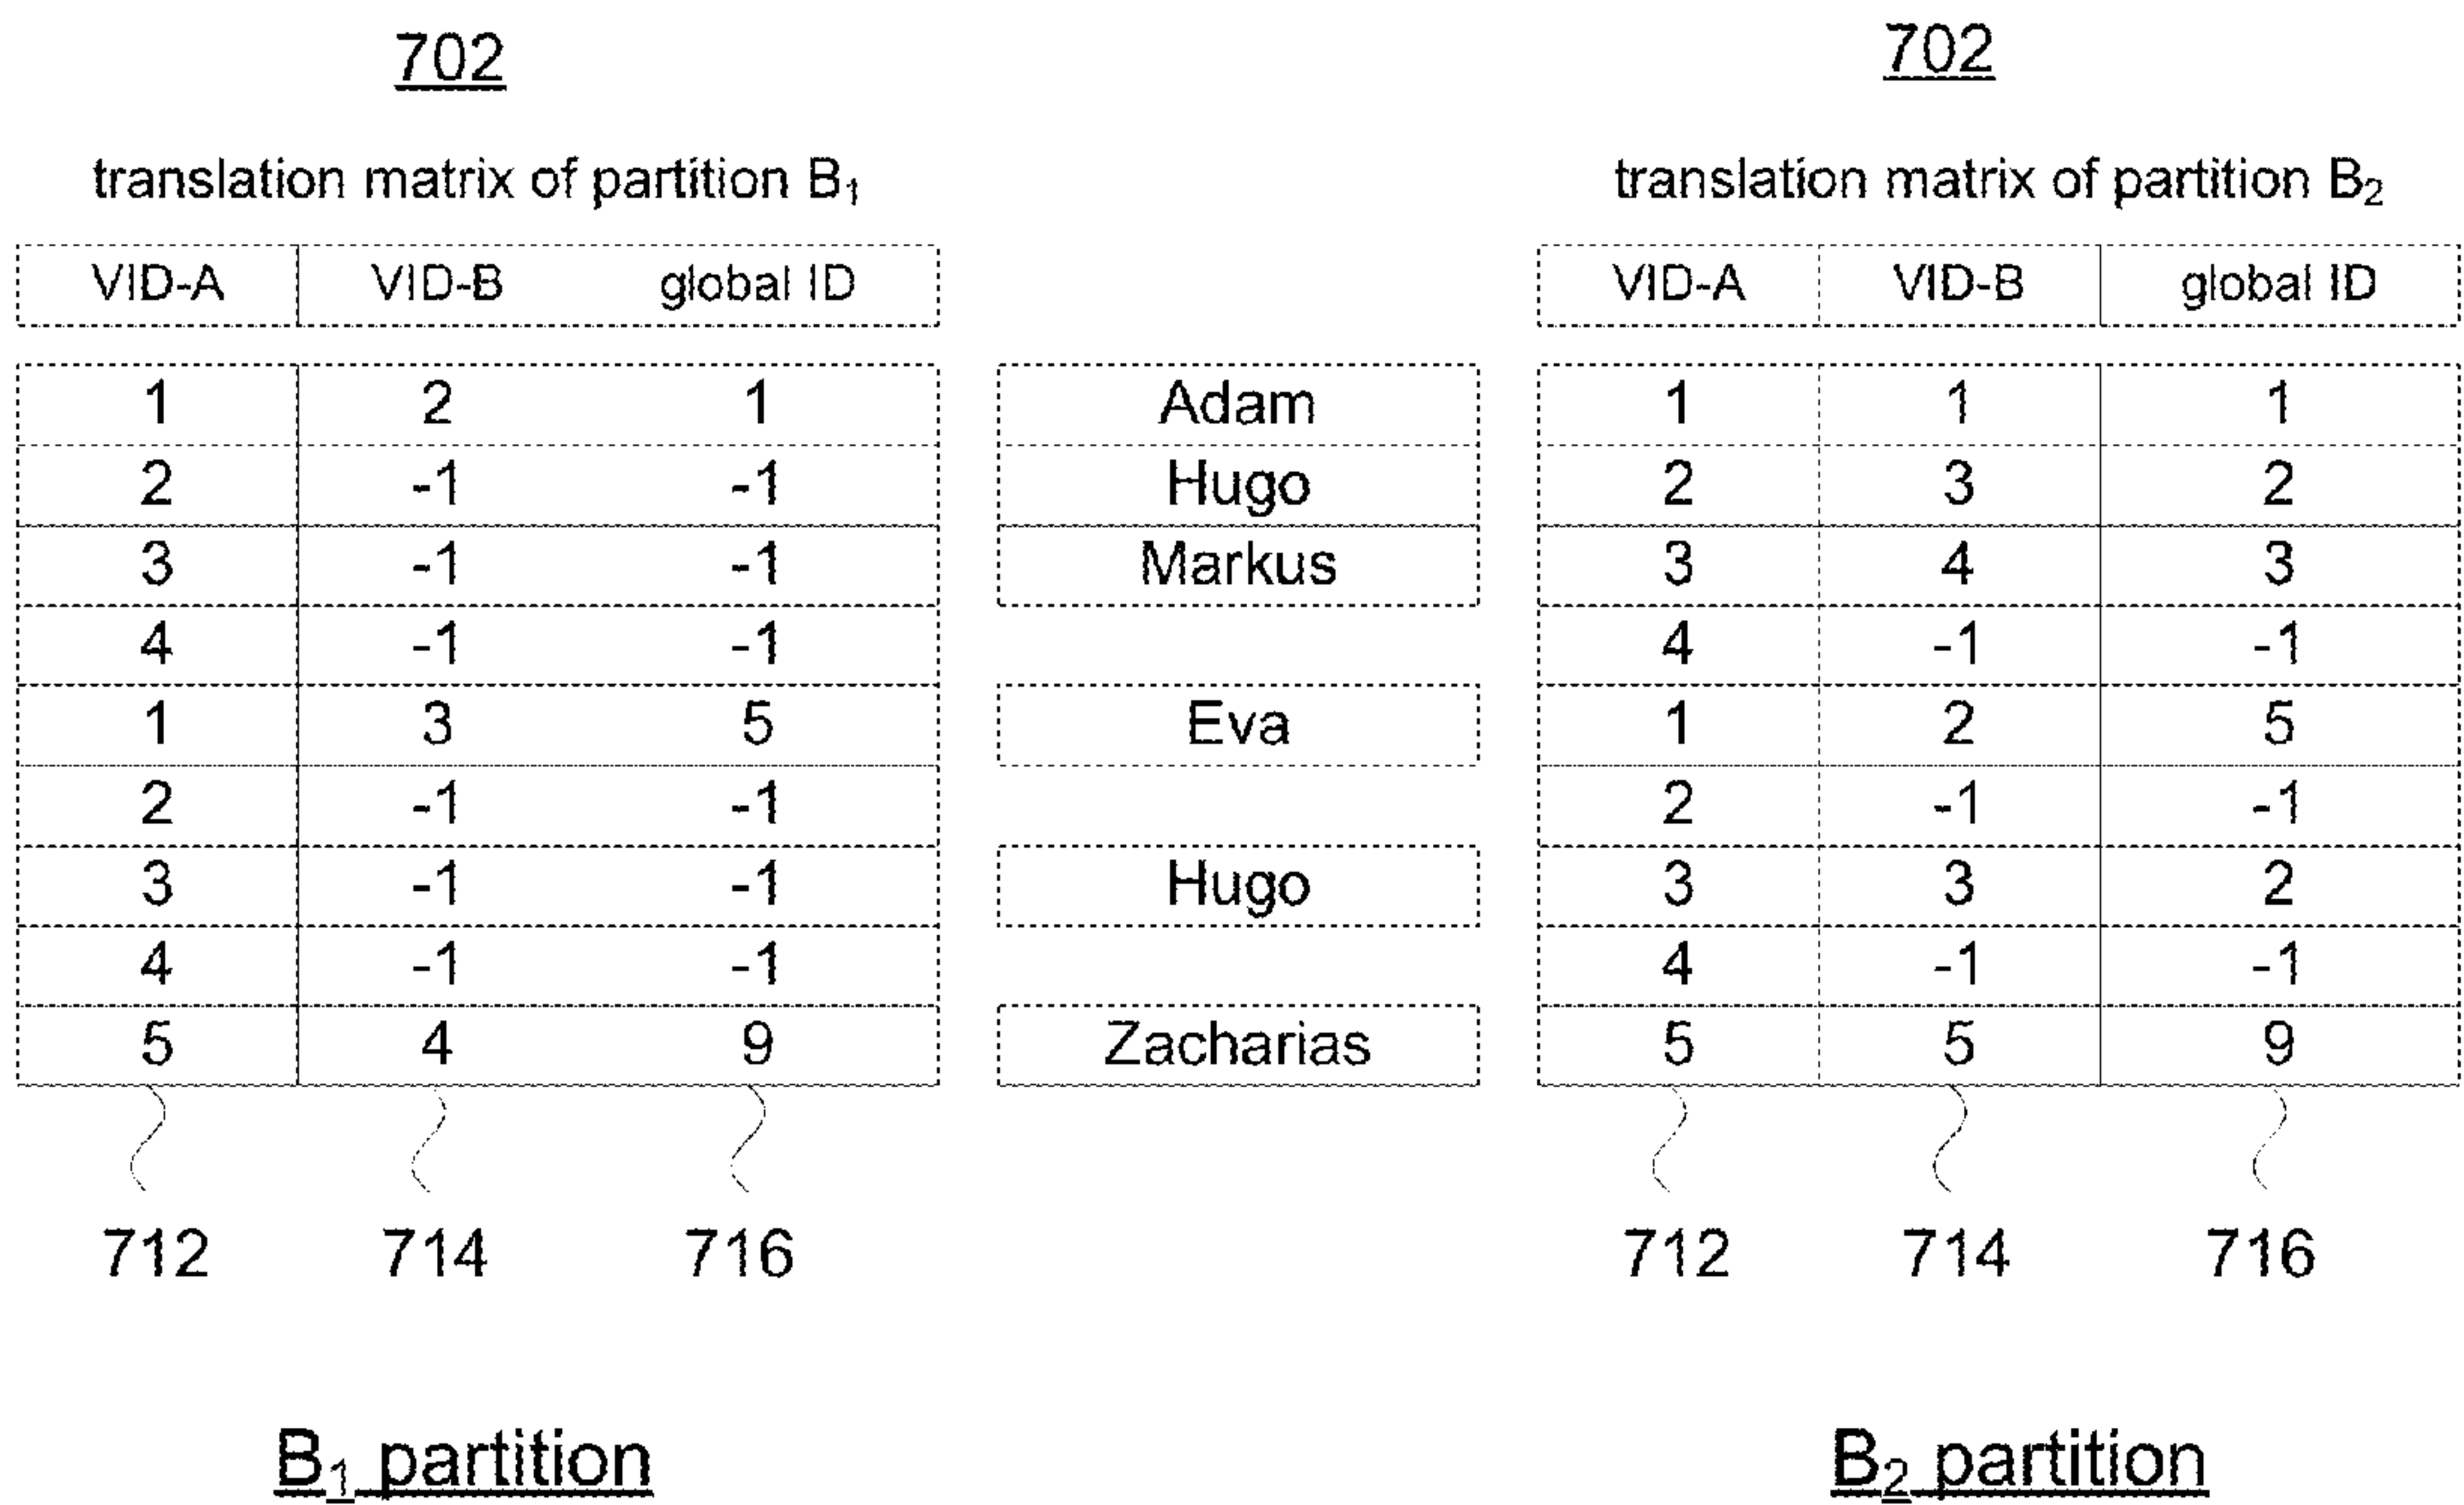 702 702
translation matrix of partition B₁ translation matrix of partition B₂
VID-A VID-B global ID VID-A VID-B global ID
1 2 1 Adam 1 1 1
2 -1 -1 Hugo 2 3 2
3 -1 -1 Markus 3 4 3
4 -1 -1 4 -1 -1
1 3 5 Eva 1 2 5
2 -1 -1 2 -1 -1
3 -1 -1 Hugo 3 3 2
4 -1 -1 4 -1 -1
5 4 9 Zacharias 5 5 9
712 714 716 712 714 716
B₁ partition B₂ partition